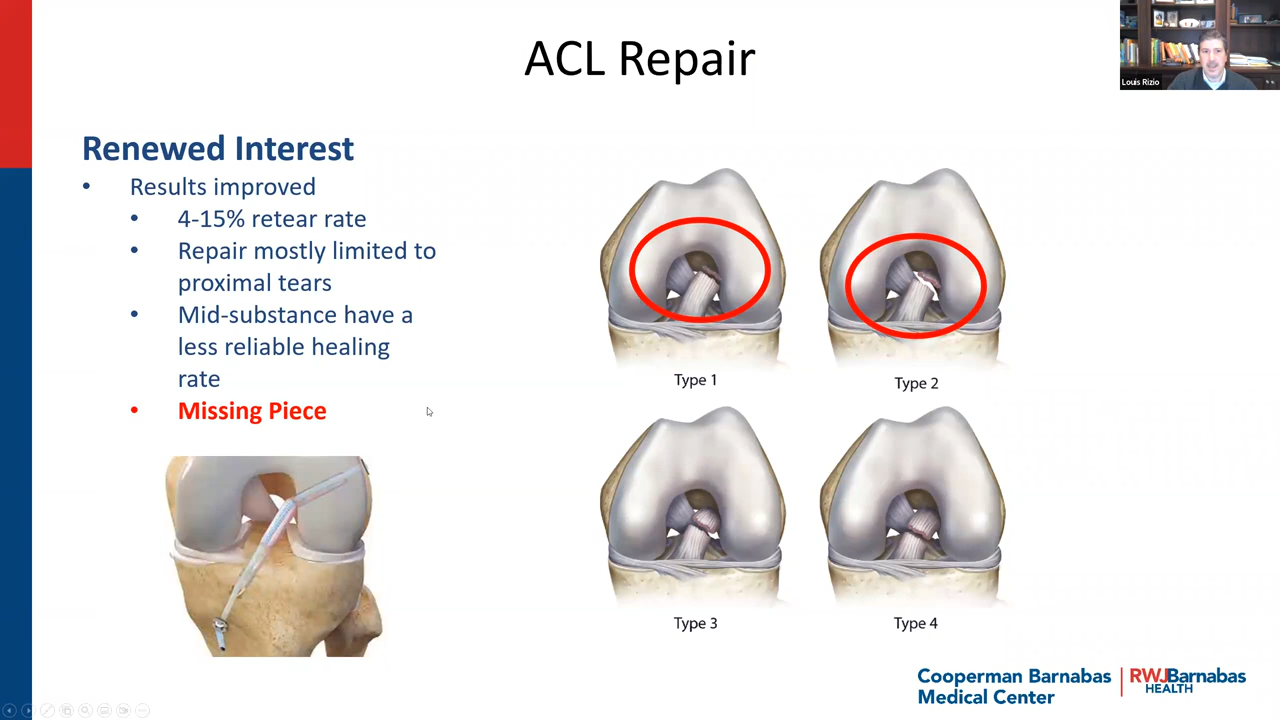 ACL Repair
Louis Rizio
Renewed Interest
• Results improved
• 4-15% retear rate
• Repair mostly limited to
proximal tears
• Mid-substance have a
less reliable healing
rate
• Missing Piece
Type 1
Type 2
Type 3
Type 4
Cooperman Barnabas
Medical Center
RWJBarnabas
HEALTH